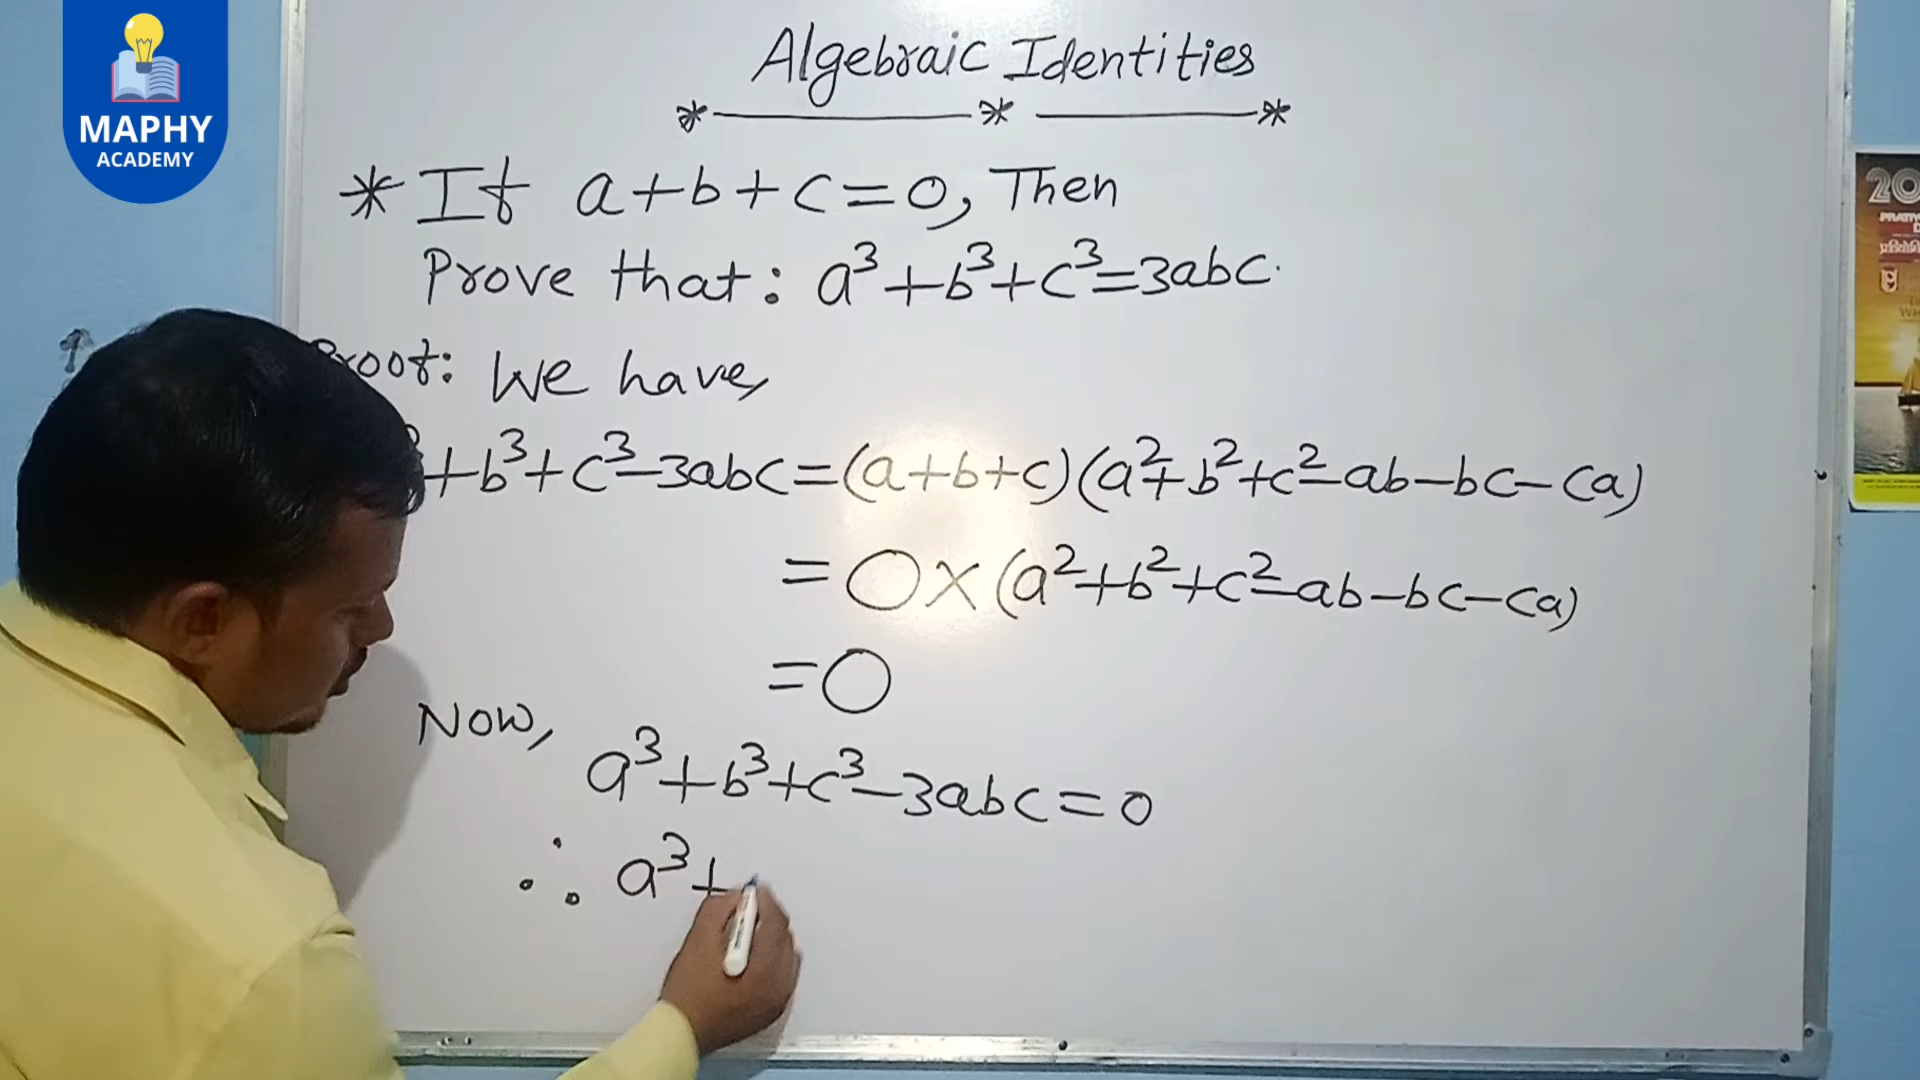 MAPHY
ACADEMY
Algebraic Identities
* If a+b+c=0, Then
Prove that: a³+b³+c³=3abc.
Proof: We have,
+b³+c³-3abc=(a+b+c)(a²+b²+c²-ab-bc-ca)
=0×(a²+b²+c²-ab-bc-ca)
=0
Now,
a³+b³+c³-3abc=0
∴ a³+
20